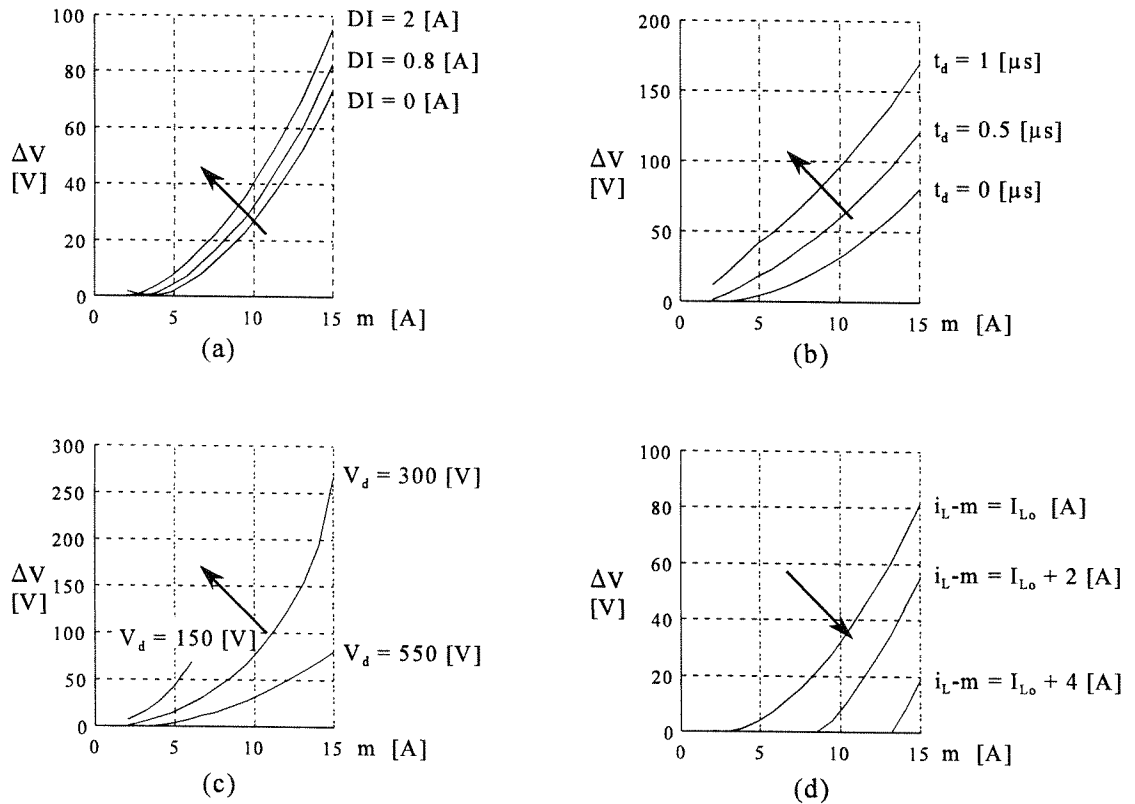 100
80
60
40
20
0
ΔV
[V]
0 5 10 15 m [A]
DI = 2 [A]
DI = 0.8 [A]
DI = 0 [A]
(a)
200
150
100
50
0
ΔV
[V]
0 5 10 15 m [A]
t_d = 1 [μs]
t_d = 0.5 [μs]
t_d = 0 [μs]
(b)
300
250
200
150
100
50
0
ΔV
[V]
0 5 10 15 m [A]
V_d = 300 [V]
V_d = 150 [V]
V_d = 550 [V]
(c)
100
80
60
40
20
0
ΔV
[V]
0 5 10 15 m [A]
i_L-m = I_Lo [A]
i_L-m = I_Lo + 2 [A]
i_L-m = I_Lo + 4 [A]
(d)